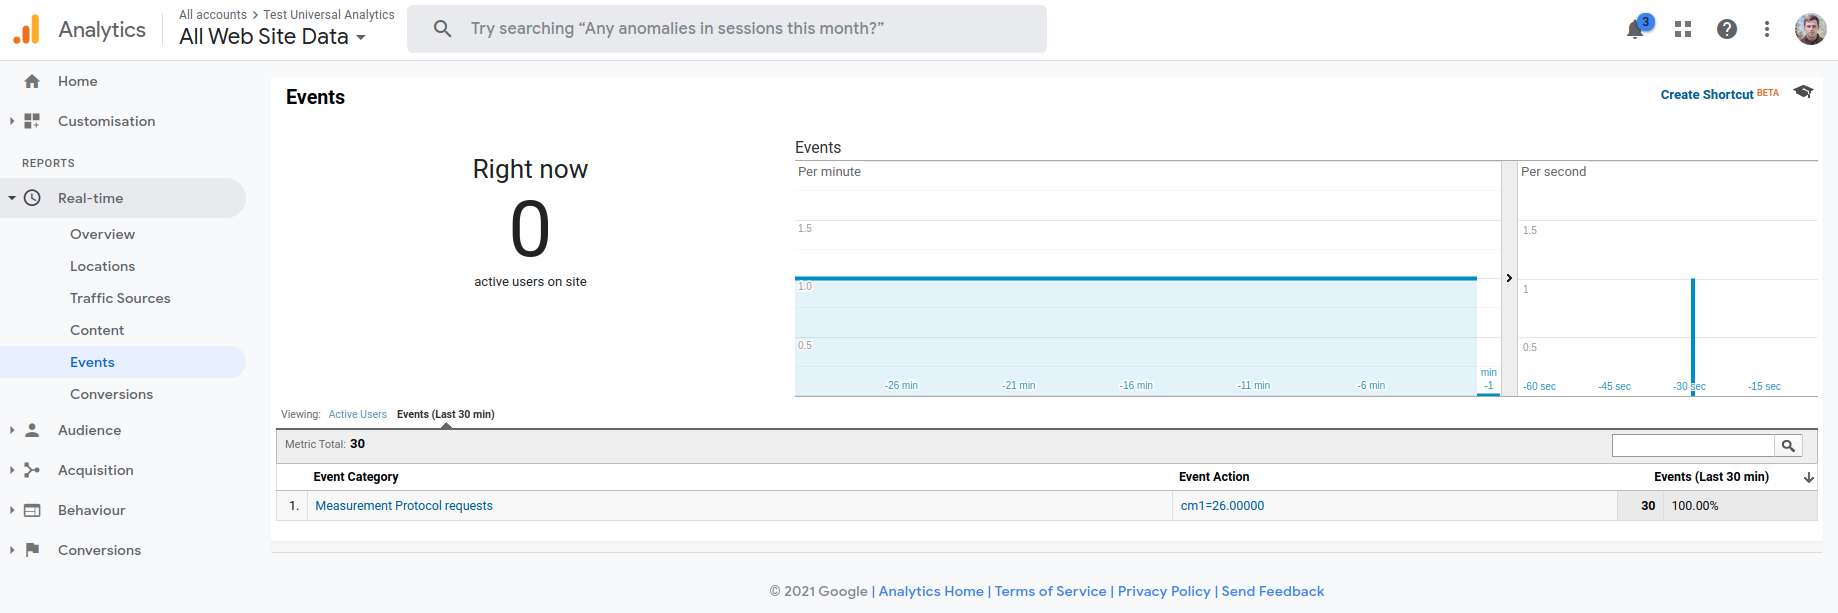 Analytics
All accounts > Test Universal Analytics
All Web Site Data
Try searching “Any anomalies in sessions this month?”
3
Home
Customisation
REPORTS
Real-time
Overview
Locations
Traffic Sources
Content
Events
Conversions
Audience
Acquisition
Behaviour
Conversions
Events
Create Shortcut BETA
Right now
0
active users on site
Events
Per minute
1.5
1.0
0.5
-26 min
-21 min
-16 min
-11 min
-6 min
min
-1
Per second
1.5
1
0.5
-60 sec
-45 sec
-30 sec
-15 sec
Viewing: Active Users Events (Last 30 min)
Metric Total: 30
Event Category Event Action Events (Last 30 min)
1. Measurement Protocol requests cm1=26.00000 30 100.00%
© 2021 Google | Analytics Home | Terms of Service | Privacy Policy | Send Feedback